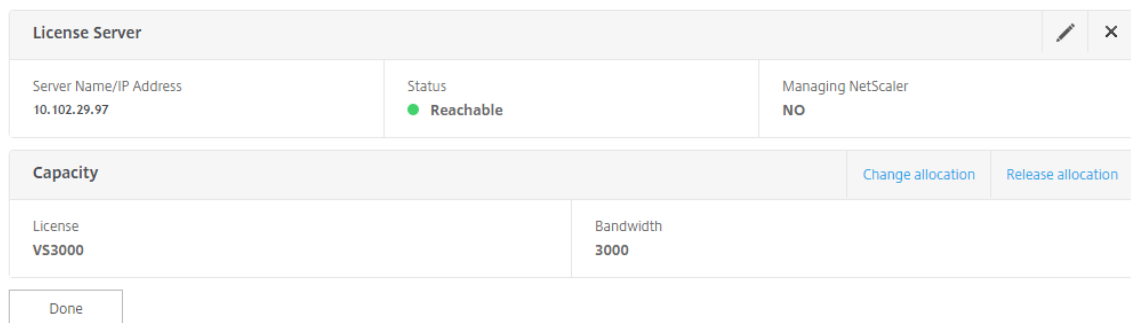 License Server
Server Name/IP Address
10.102.29.97
Status
Reachable
Managing NetScaler
NO
Capacity
Change allocation
Release allocation
License
VS3000
Bandwidth
3000
Done